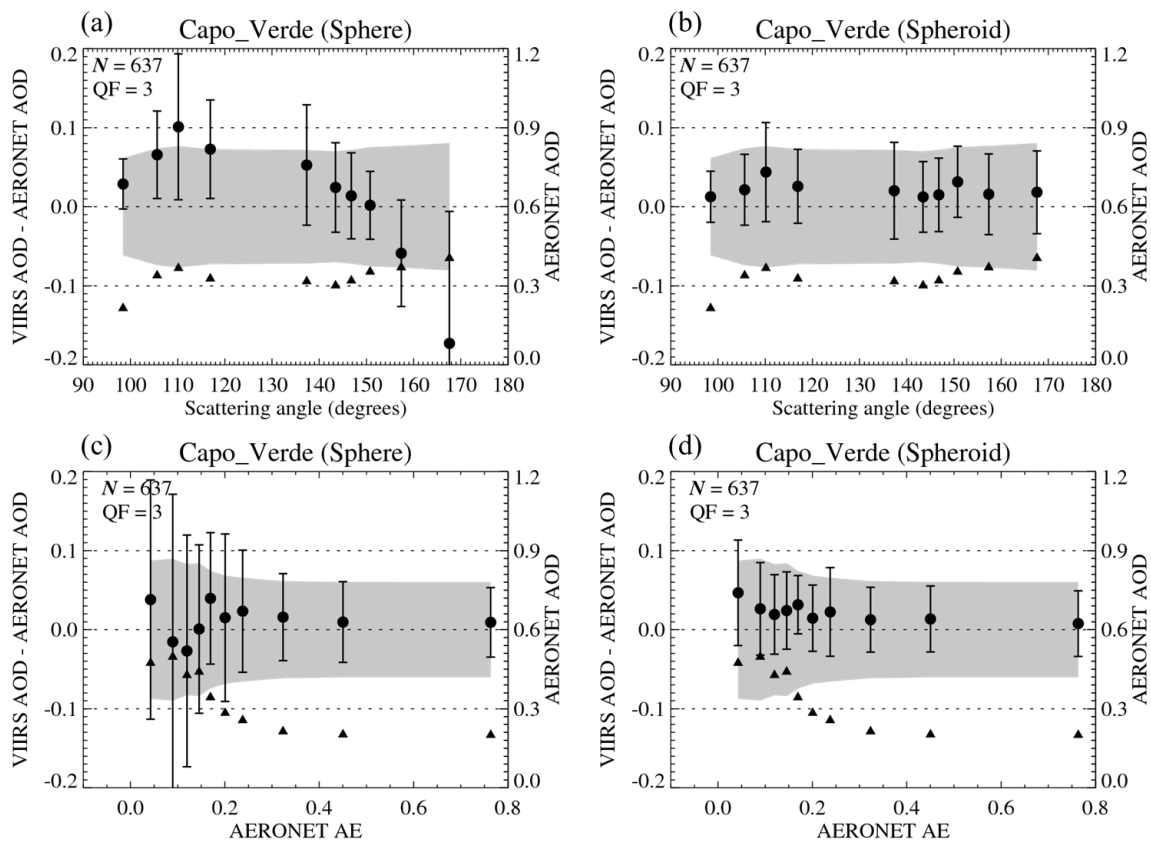 (a) Capo_Verde (Sphere)
N = 637
QF = 3
0.2
0.1
0.0
-0.1
-0.2
VIIRS AOD - AERONET AOD
1.2
0.9
0.6
0.3
0.0
AERONET AOD
90 100 110 120 130 140 150 160 170 180
Scattering angle (degrees)
(b) Capo_Verde (Spheroid)
N = 637
QF = 3
0.2
0.1
0.0
-0.1
-0.2
VIIRS AOD - AERONET AOD
1.2
0.9
0.6
0.3
0.0
AERONET AOD
90 100 110 120 130 140 150 160 170 180
Scattering angle (degrees)
(c) Capo_Verde (Sphere)
N = 637
QF = 3
0.2
0.1
0.0
-0.1
-0.2
VIIRS AOD - AERONET AOD
1.2
0.9
0.6
0.3
0.0
AERONET AOD
0.0 0.2 0.4 0.6 0.8
AERONET AE
(d) Capo_Verde (Spheroid)
N = 637
QF = 3
0.2
0.1
0.0
-0.1
-0.2
VIIRS AOD - AERONET AOD
1.2
0.9
0.6
0.3
0.0
AERONET AOD
0.0 0.2 0.4 0.6 0.8
AERONET AE